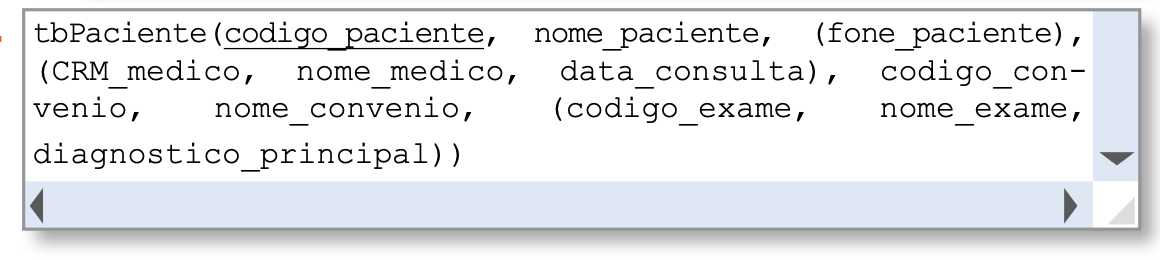 tbPaciente(codigo_paciente, nome_paciente, (fone_paciente),
(CRM_medico, nome_medico, data_consulta), codigo_con-
venio, nome_convenio, (codigo_exame, nome_exame,
diagnostico_principal))